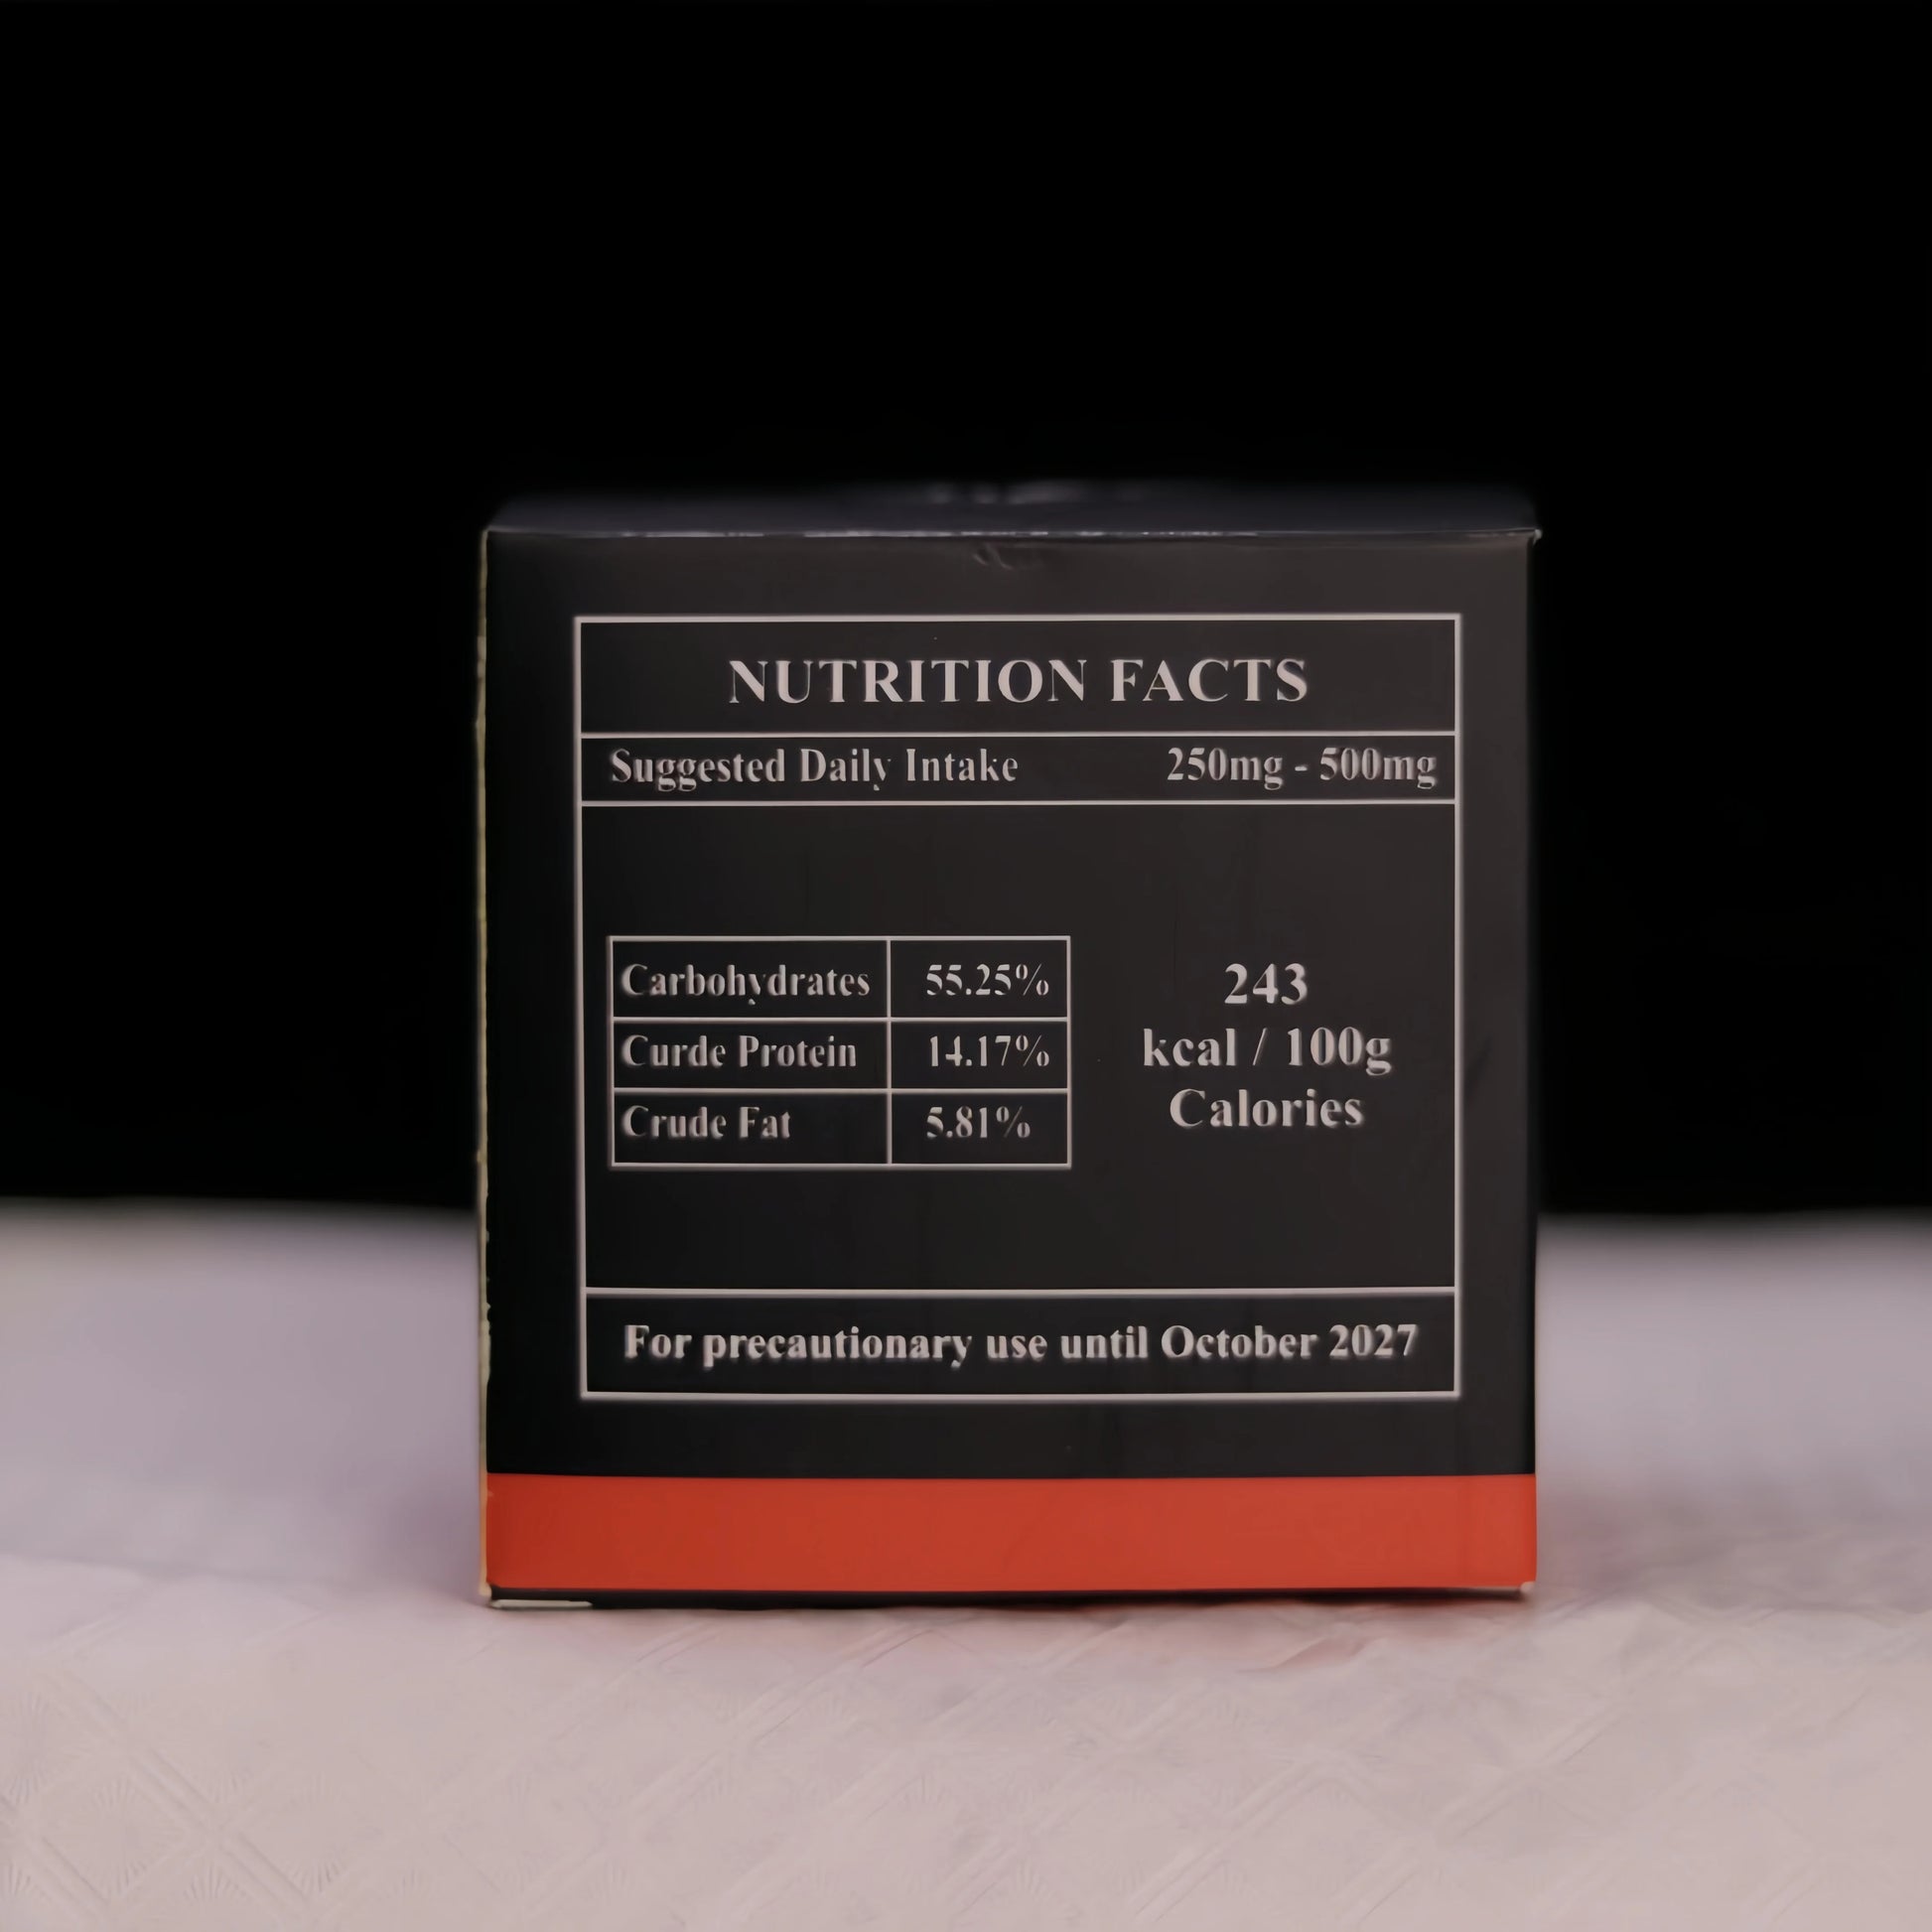 NUTRITION FACTS
Suggested Daily Intake 250mg - 500mg
Carbohydrates 55.25%
Curde Protein 14.17%
Crude Fat 5.81%
243
kcal / 100g
Calories
For precautionary use until October 2027